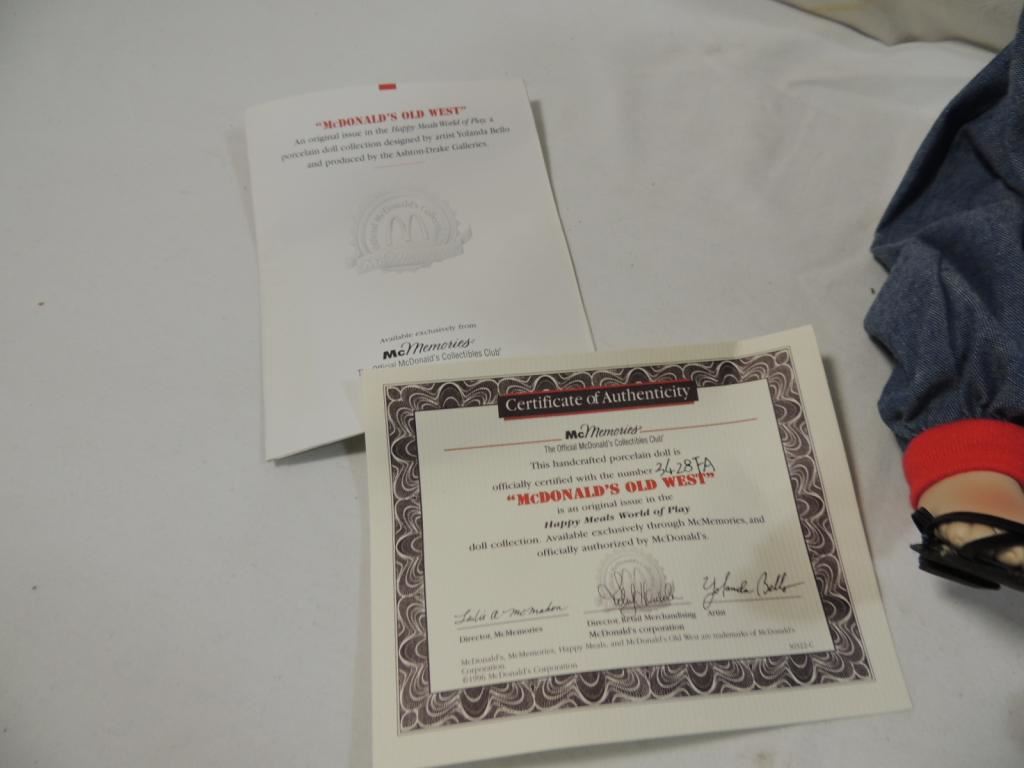 "McDONALD'S OLD WEST"
An original issue in the Happy Meals World of Play, a
porcelain doll collection designed by artist Yolanda Bello
and produced by the Ashton-Drake Galleries.
Available exclusively from
McMemories
The Official McDonald's Collectibles Club
Certificate of Authenticity
McMemories
The Official McDonald's Collectibles Club
This handcrafted porcelain doll is
officially certified with the number 3428FA
"McDONALD'S OLD WEST"
is an original issue in the
Happy Meals World of Play
doll collection. Available exclusively through McMemories, and
officially authorized by McDonald's.
Leslie A McMahon
Yolanda Bello
Director, McMemories
Director, Retail Merchandising
McDonald's corporation
Artist
McDonald's, McMemories, Happy Meals, and McDonald's Old West are trademarks of McDonald's
Corporation.
©1996 McDonald's Corporation